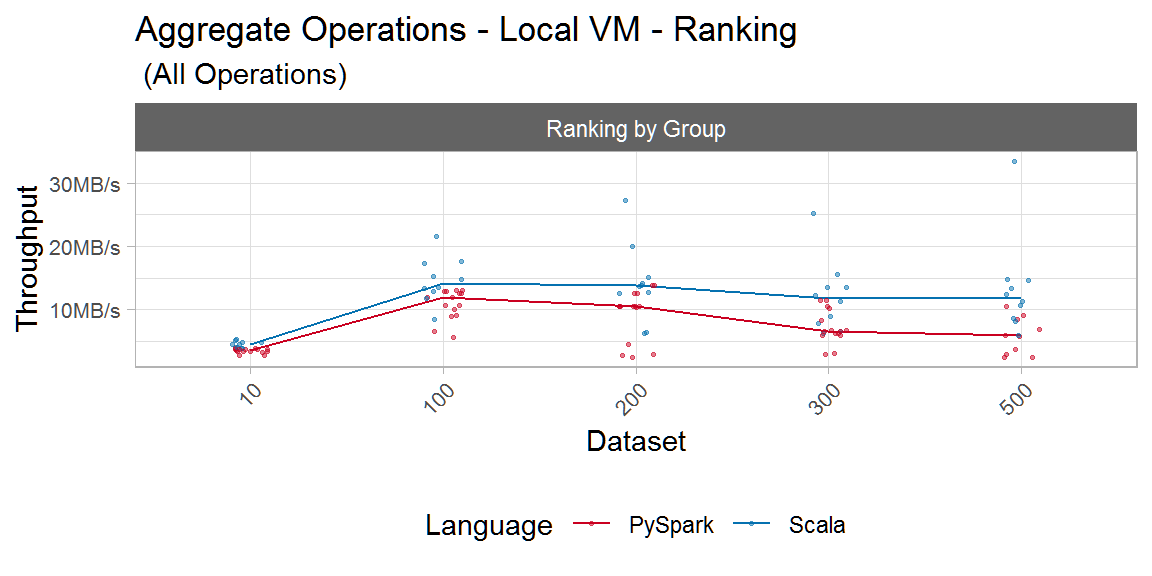 Aggregate Operations - Local VM - Ranking
(All Operations)
Ranking by Group
Throughput
30MB/s
20MB/s
10MB/s
10
100
200
300
500
Dataset
Language PySpark Scala